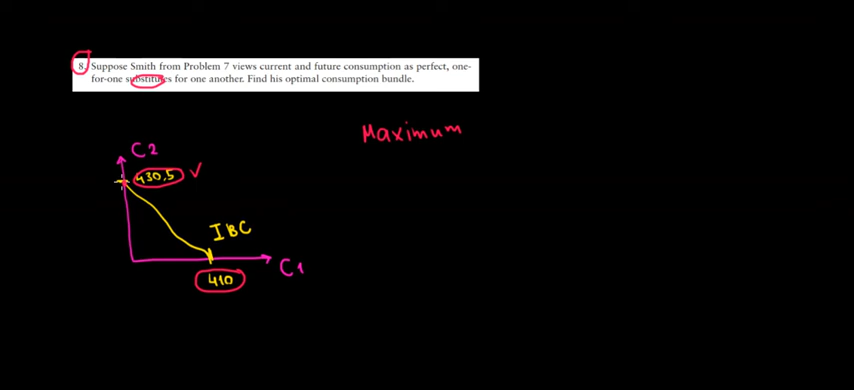 8. Suppose Smith from Problem 7 views current and future consumption as perfect, one-
for-one substitutes for one another. Find his optimal consumption bundle.
Maximum
C2
430,5 √
IBC
C1
410